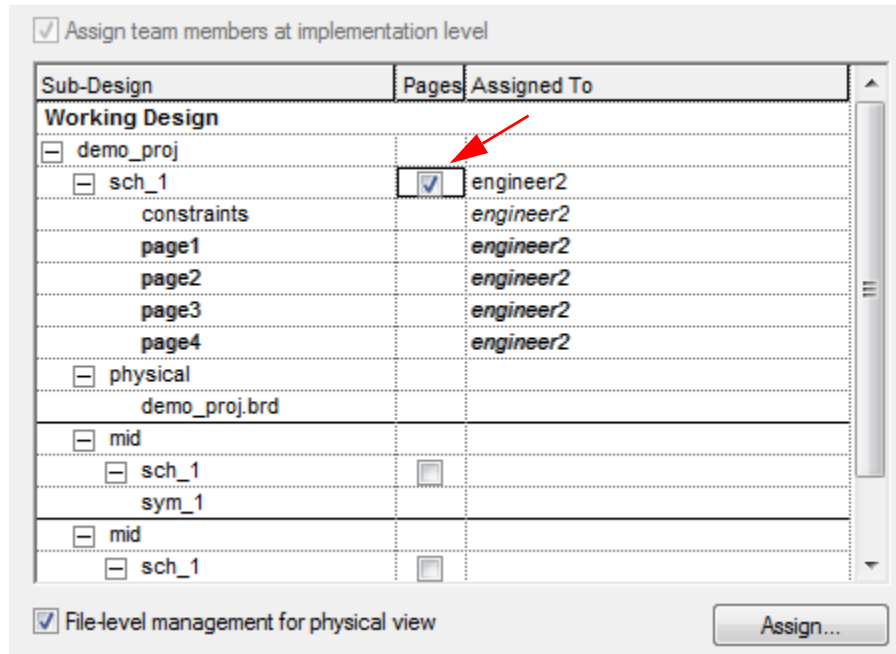 Assign team members at implementation level
Sub-Design Pages Assigned To
Working Design
demo_proj
sch_1 engineer2
constraints engineer2
page1 engineer2
page2 engineer2
page3 engineer2
page4 engineer2
physical
demo_proj.brd
mid
sch_1
sym_1
mid
sch_1
File-level management for physical view Assign...